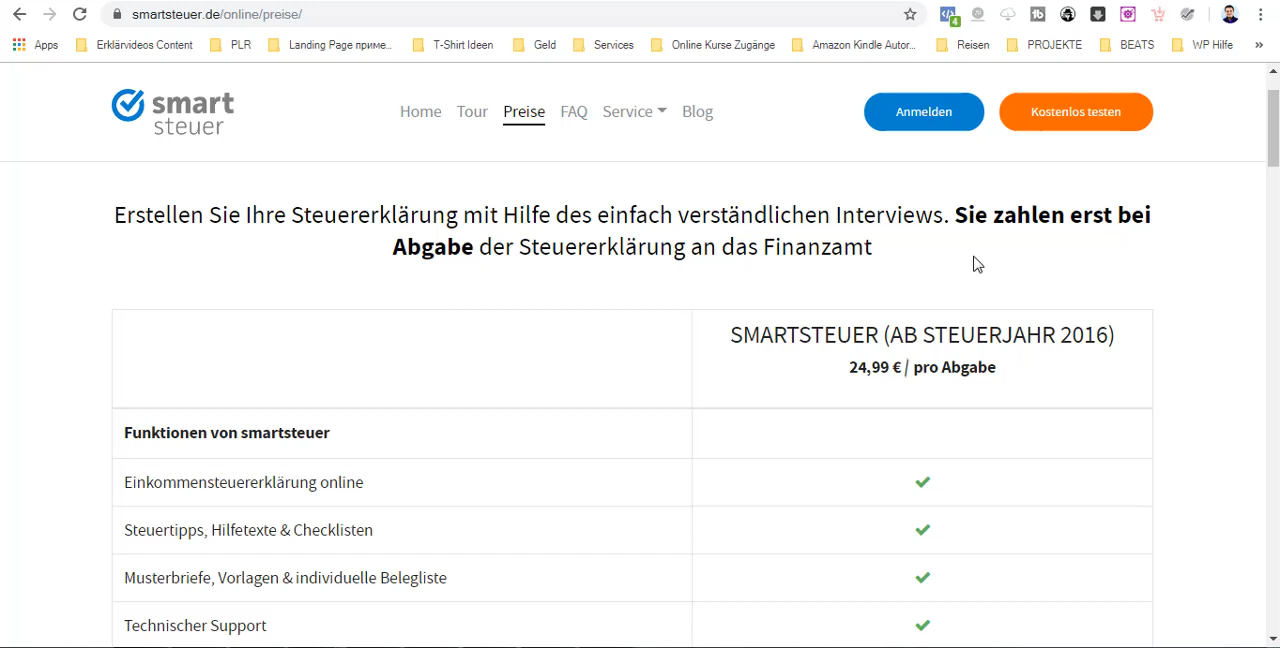 smartsteuer.de/online/preise/
4
Apps Erklärvideos Content PLR Landing Page приме... T-Shirt Ideen Geld Services Online Kurse Zugänge Amazon Kindle Autor... Reisen PROJEKTE BEATS WP Hilfe »
smart
steuer
Home Tour Preise FAQ Service Blog Anmelden Kostenlos testen
Erstellen Sie Ihre Steuererklärung mit Hilfe des einfach verständlichen Interviews. Sie zahlen erst bei
Abgabe der Steuererklärung an das Finanzamt
SMARTSTEUER (AB STEUERJAHR 2016)
24,99 € / pro Abgabe
Funktionen von smartsteuer
Einkommensteuererklärung online
Steuertipps, Hilfetexte & Checklisten
Musterbriefe, Vorlagen & individuelle Belegliste
Technischer Support